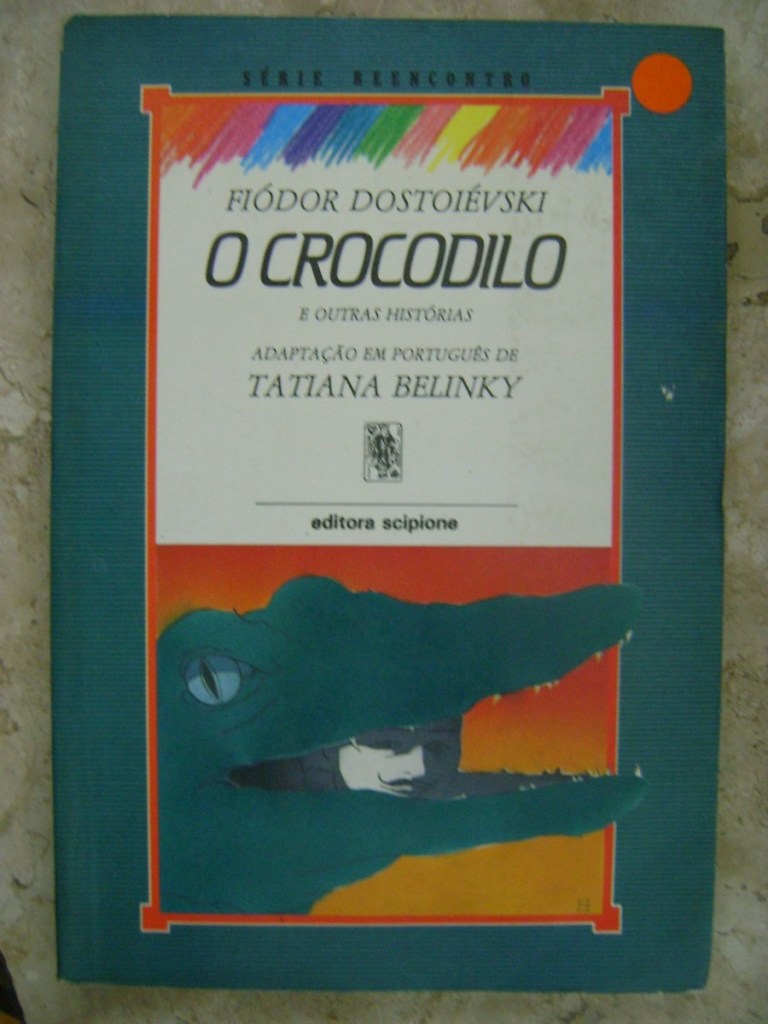 SÉRIE REENCONTRO
FIÓDOR DOSTOIÉVSKI
O CROCODILO
E OUTRAS HISTÓRIAS
ADAPTAÇÃO EM PORTUGUÊS DE
TATIANA BELINKY
editora scipione